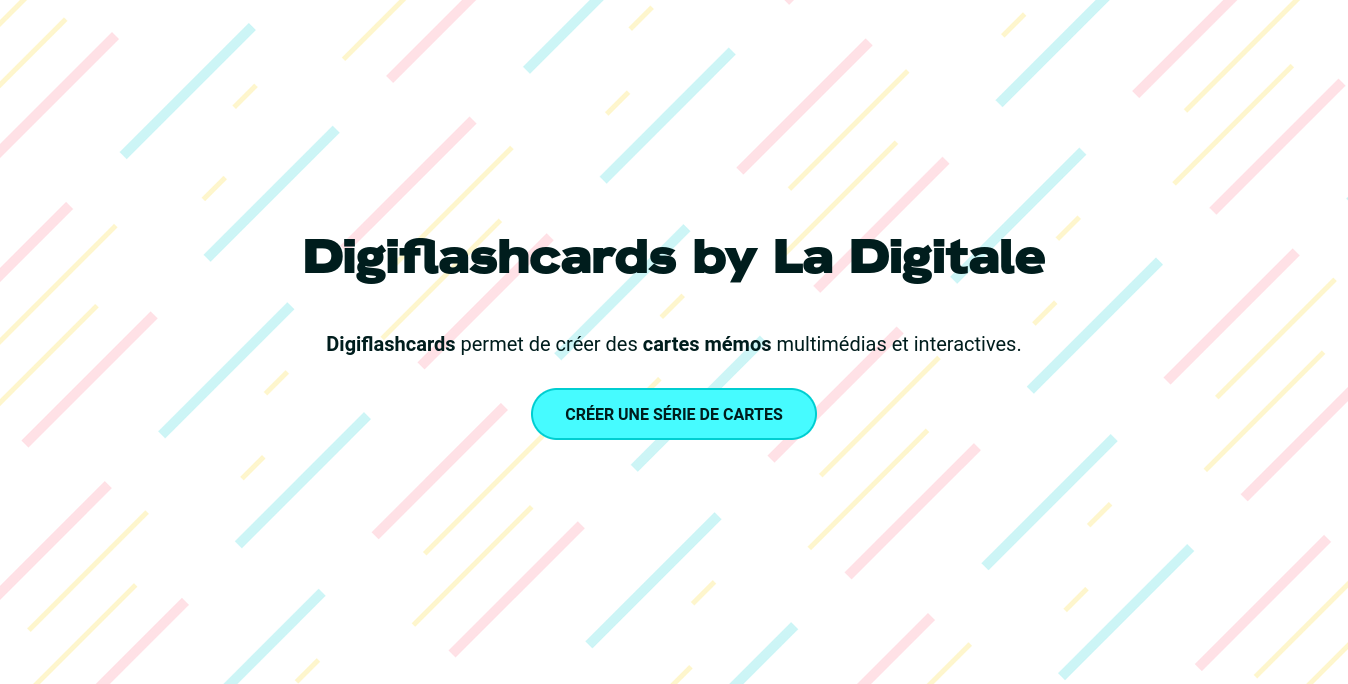 Digiflashcards by La Digitale
Digiflashcards permet de créer des cartes mémos multimédias et interactives.
CRÉER UNE SÉRIE DE CARTES